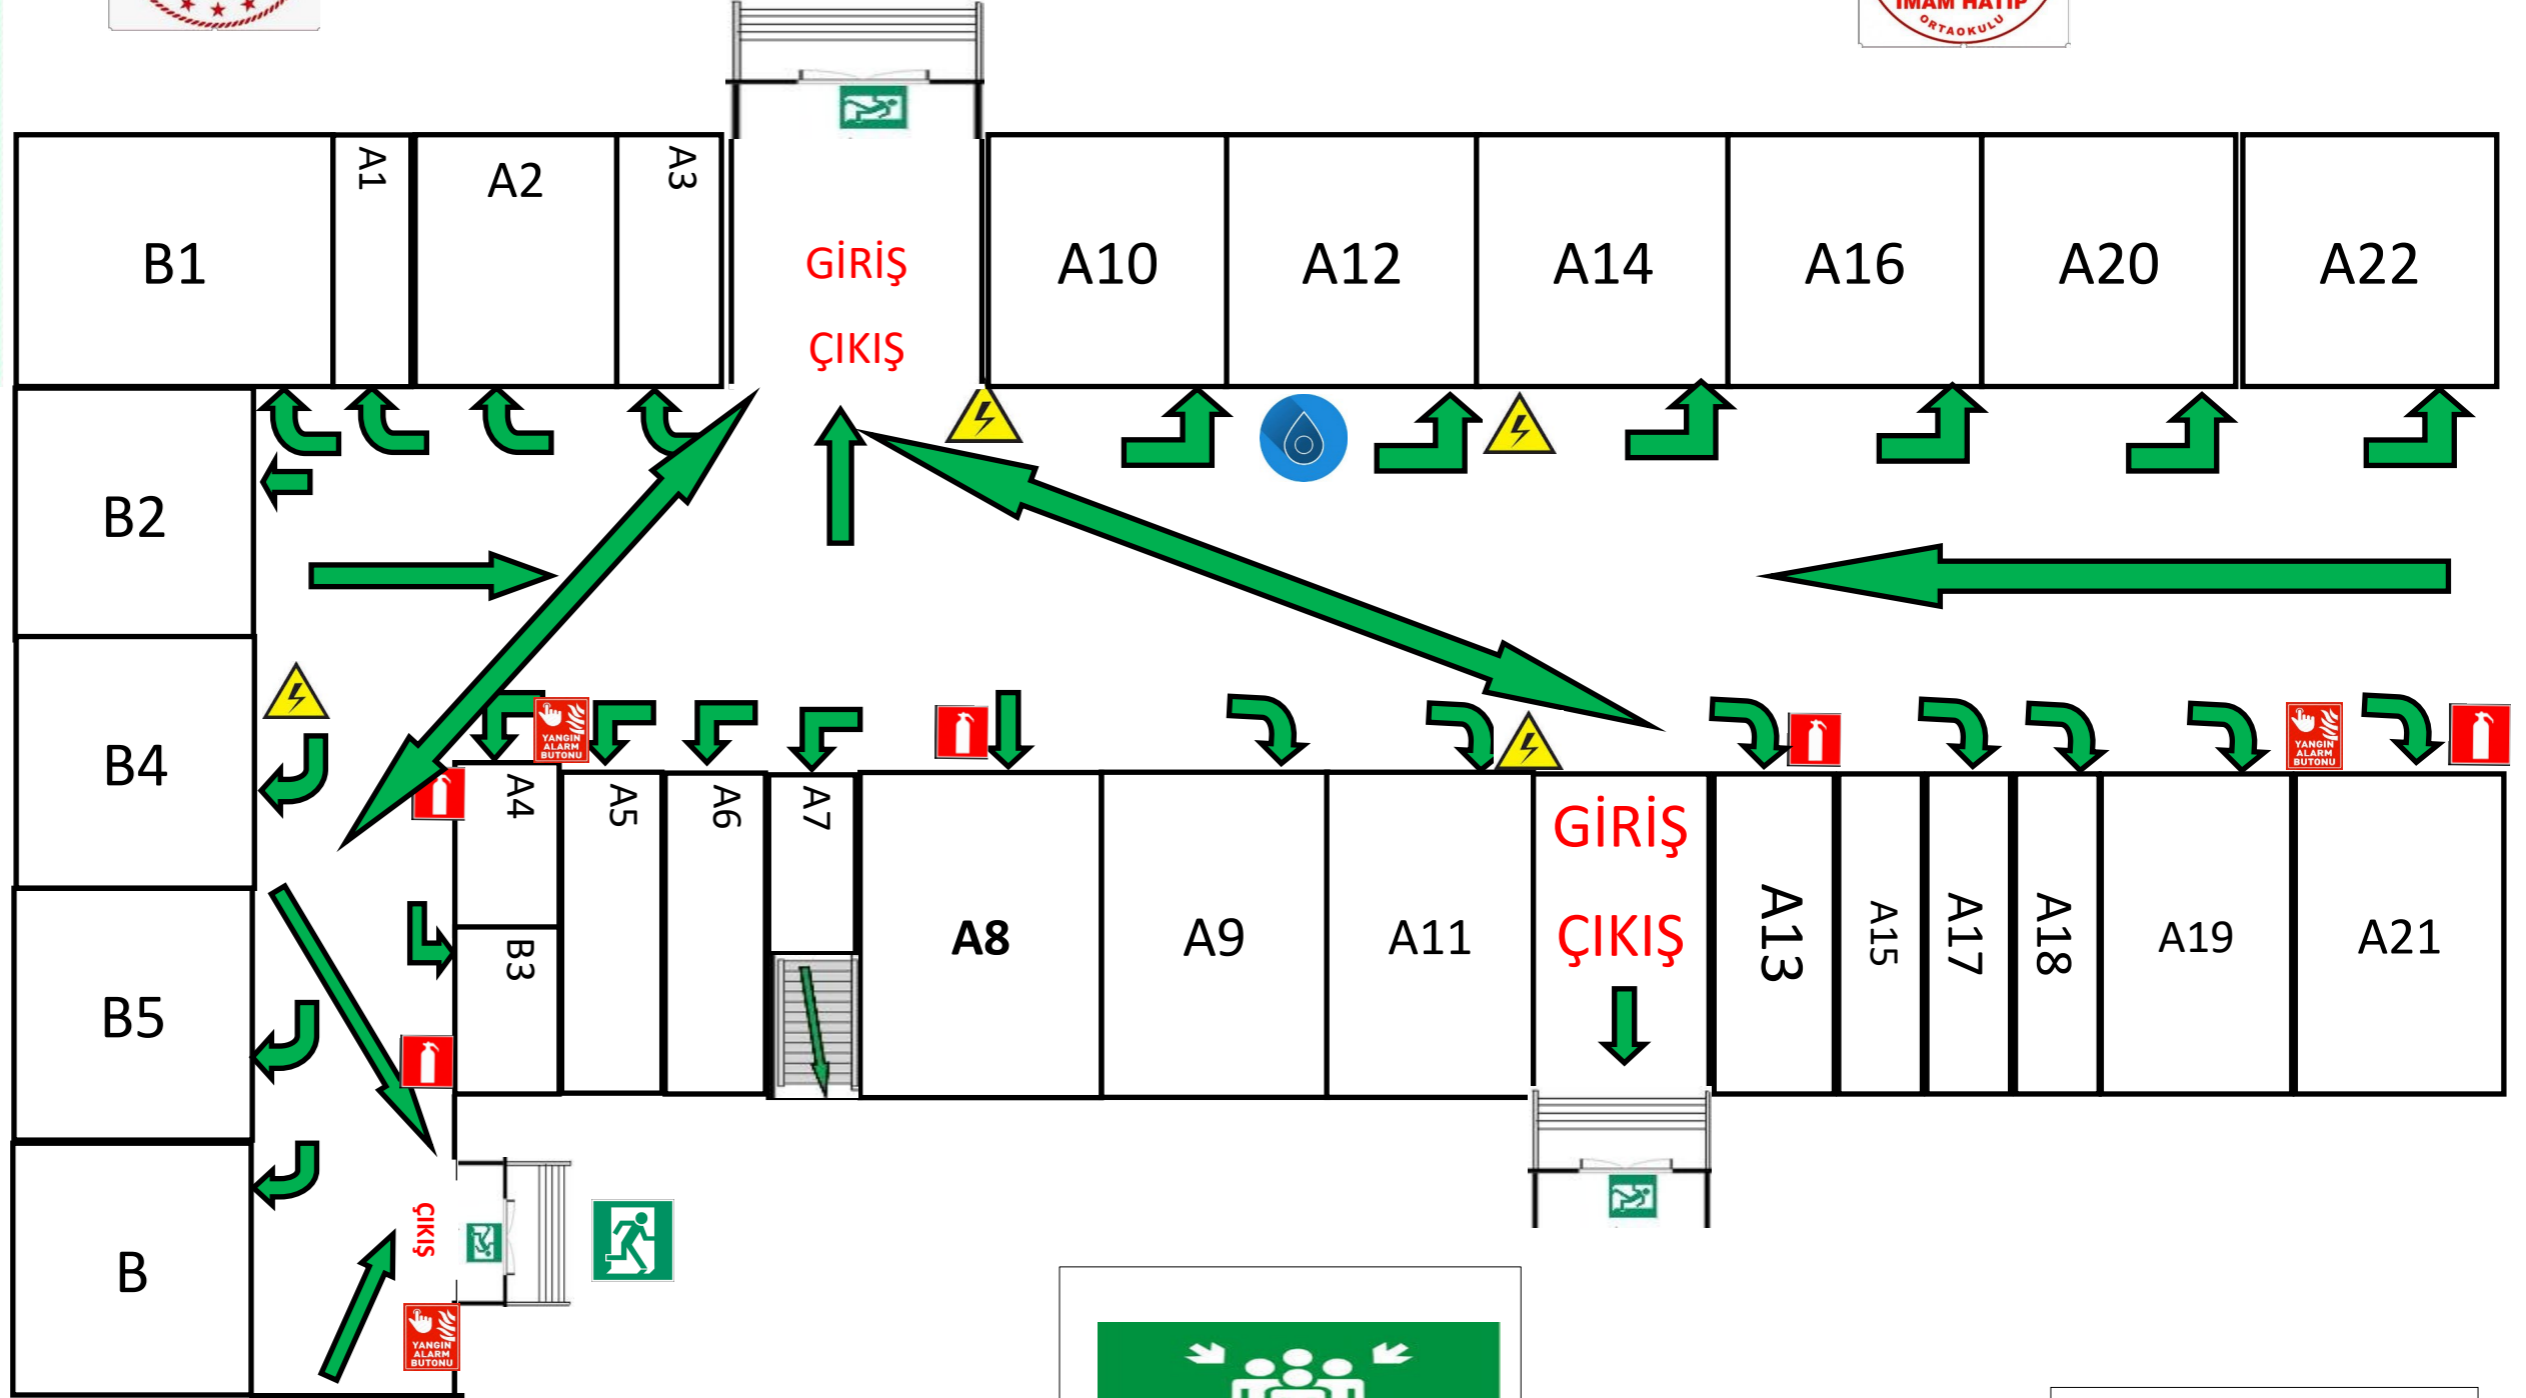 İMAM HATİP
ORTAOKULU
B1
A1
A2
A3
GİRİŞ
ÇIKIŞ
A10
A12
A14
A16
A20
A22
B2
B4
B5
B
YANGIN
ALARM
BUTONU
A4
B3
A5
A6
A7
A8
A9
A11
GİRİŞ
ÇIKIŞ
A13
A15
A17
A18
A19
A21
YANGIN
ALARM
BUTONU
ÇIKIŞ
YANGIN
ALARM
BUTONU